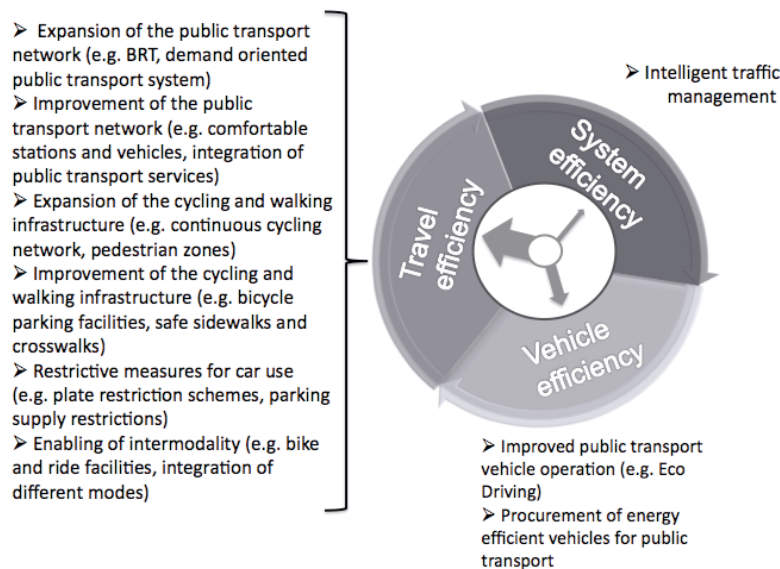 ➢ Expansion of the public transport
network (e.g. BRT, demand oriented
public transport system)
➢ Improvement of the public
transport network (e.g. comfortable
stations and vehicles, integration of
public transport services)
➢ Expansion of the cycling and walking
infrastructure (e.g. continuous cycling
network, pedestrian zones)
➢ Improvement of the cycling and
walking infrastructure (e.g. bicycle
parking facilities, safe sidewalks and
crosswalks)
➢ Restrictive measures for car use
(e.g. plate restriction schemes, parking
supply restrictions)
➢ Enabling of intermodality (e.g. bike
and ride facilities, integration of
different modes)
Travel
efficiency
System
efficiency
Vehicle
efficiency
➢ Intelligent traffic
management
➢ Improved public transport
vehicle operation (e.g. Eco
Driving)
➢ Procurement of energy
efficient vehicles for public
transport